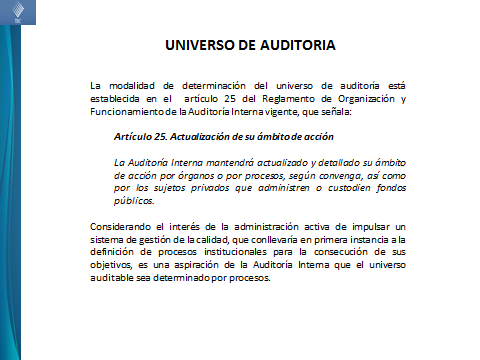 UNIVERSO DE AUDITORIA
La modalidad de determinación del universo de auditoría está
establecida en el artículo 25 del Reglamento de Organización y
Funcionamiento de la Auditoría Interna vigente, que señala:
Artículo 25. Actualización de su ámbito de acción
La Auditoría Interna mantendrá actualizado y detallado su ámbito
de acción por órganos o por procesos, según convenga, así como
por los sujetos privados que administren o custodien fondos
públicos.
Considerando el interés de la administración activa de impulsar un
sistema de gestión de la calidad, que conllevaría en primera instancia a la
definición de procesos institucionales para la consecución de sus
objetivos, es una aspiración de la Auditoría Interna que el universo
auditable sea determinado por procesos.